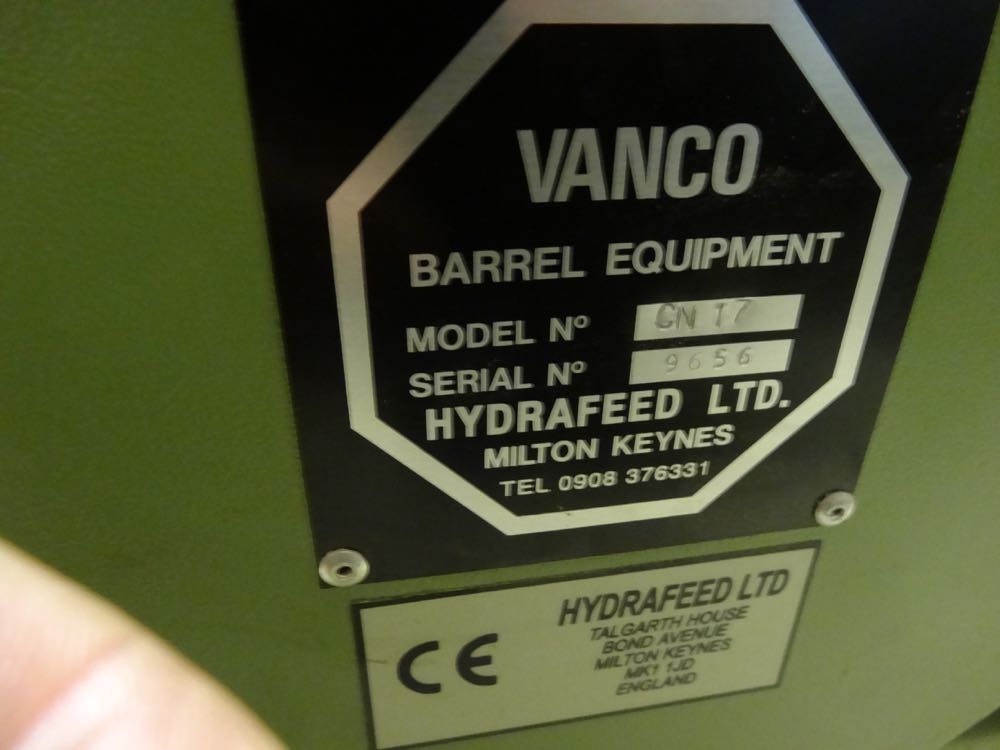 VANCO
BARREL EQUIPMENT
MODEL Nº CN 17
SERIAL Nº 9656
HYDRAFEED LTD.
MILTON KEYNES
TEL 0908 376331
CE
HYDRAFEED LTD
TALGARTH HOUSE
BOND AVENUE
MILTON KEYNES
MK1 1JD
ENGLAND